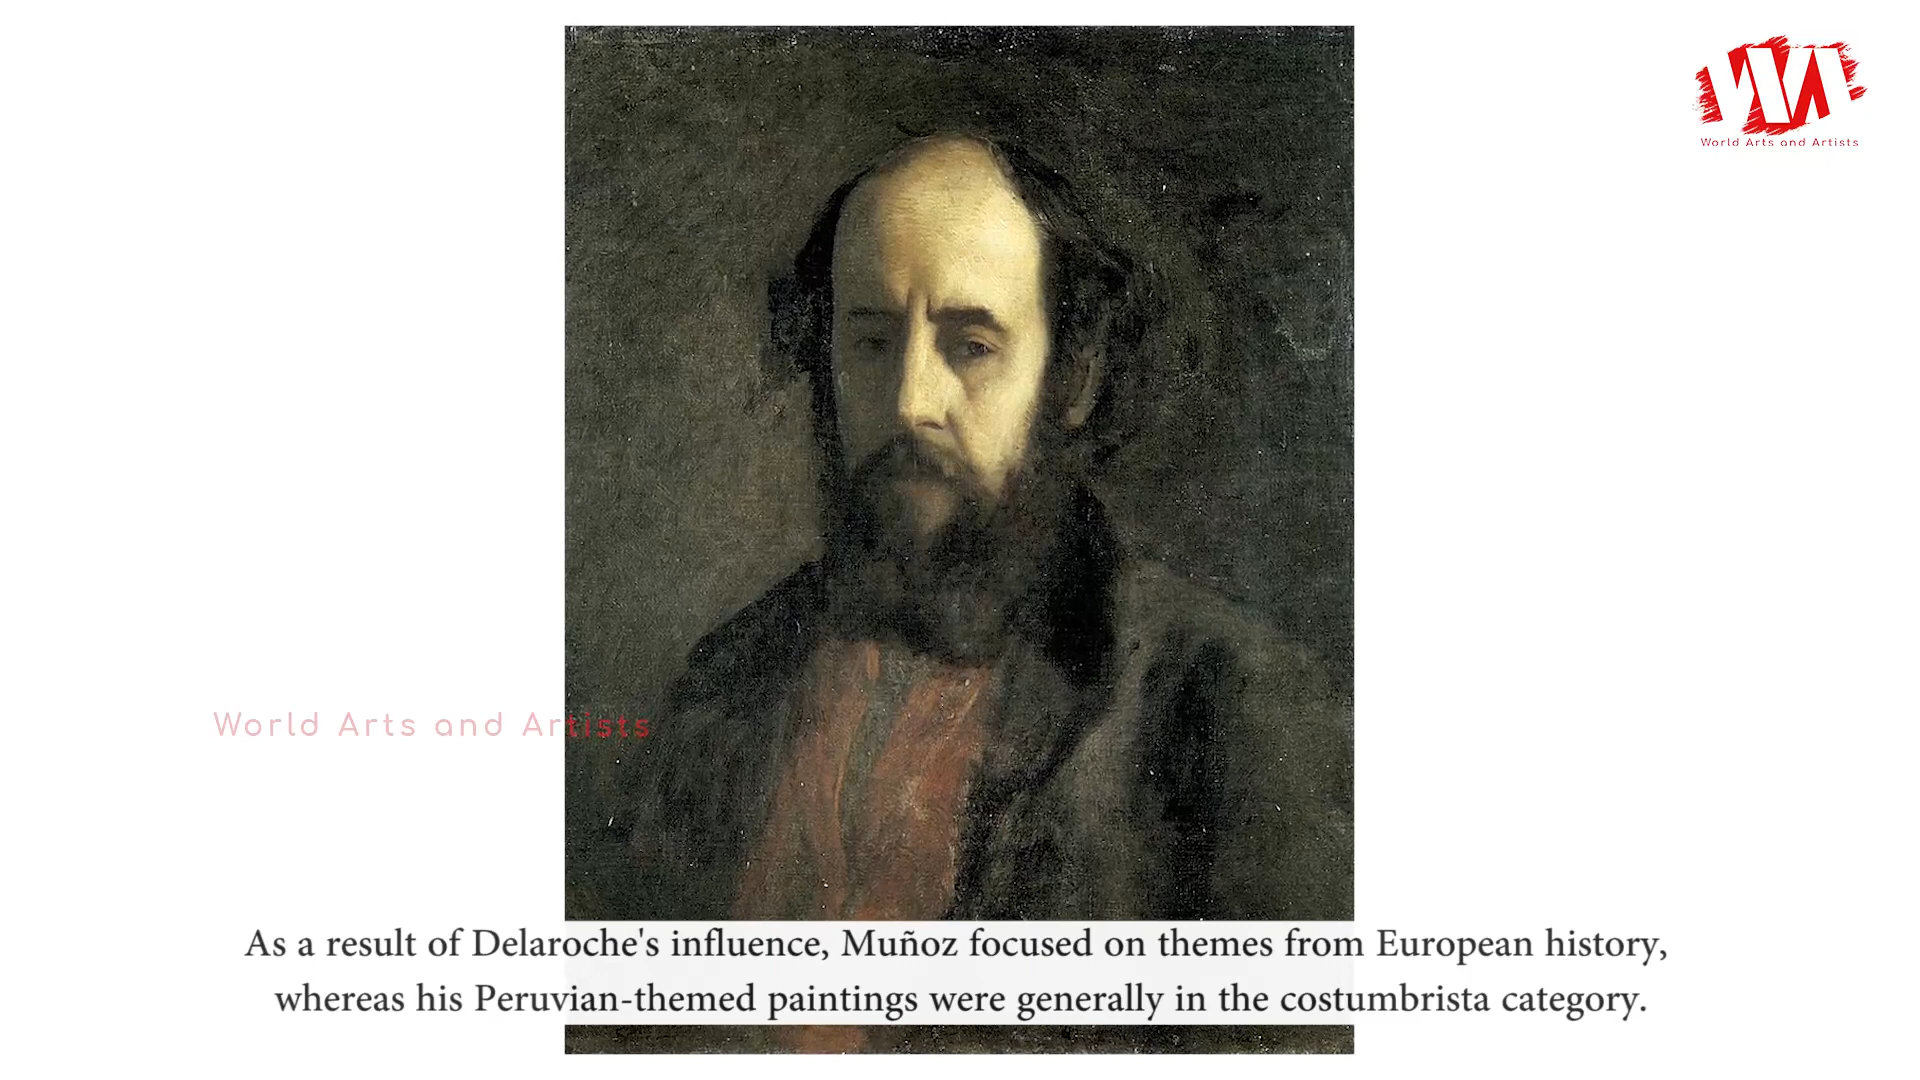 World Arts and Artists
World Arts and Artists
As a result of Delaroche's influence, Muñoz focused on themes from European history,
whereas his Peruvian-themed paintings were generally in the costumbrista category.